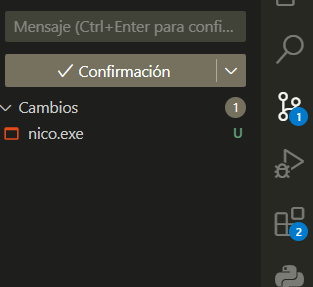 Mensaje (Ctrl+Enter para confi...
Confirmación
Cambios
1
nico.exe
U
1
2